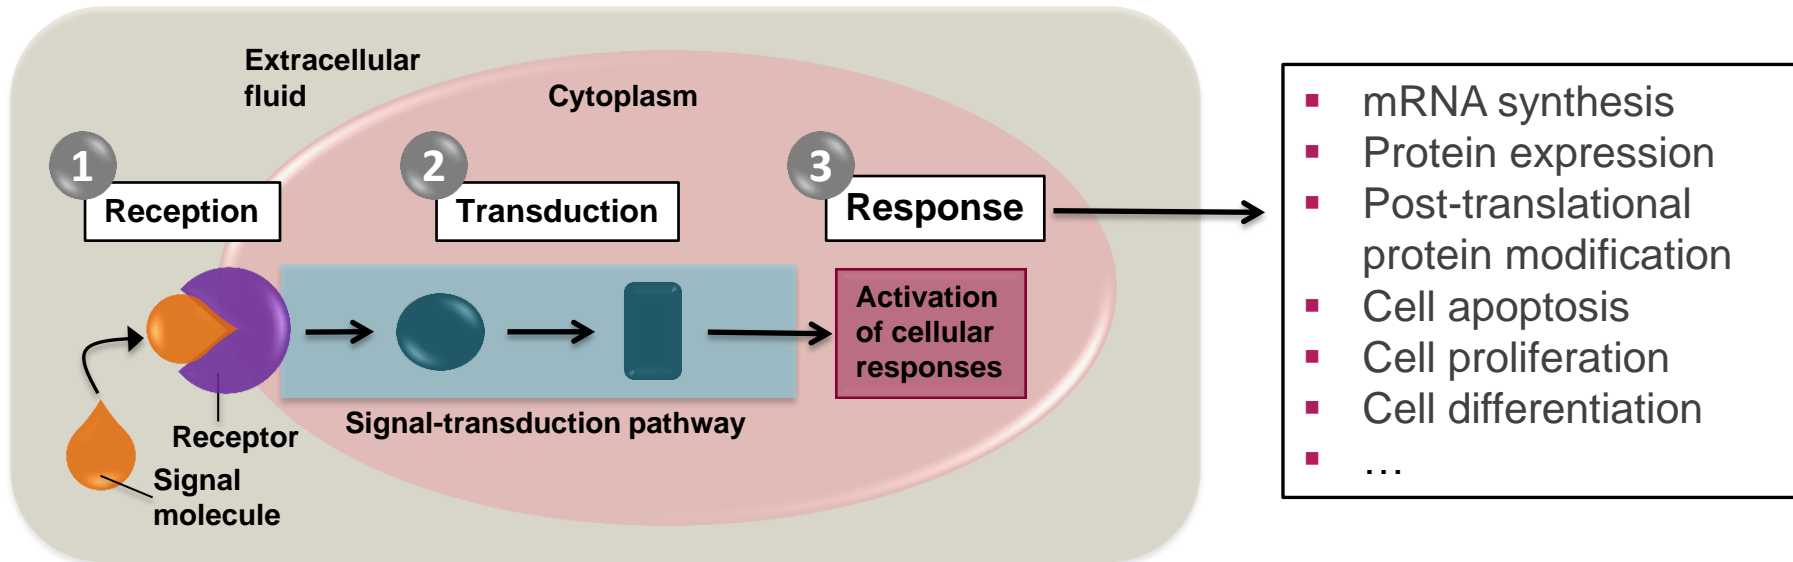 Extracellular
fluid
Cytoplasm
1
Reception
2
Transduction
3
Response
Activation
of cellular
responses
Receptor
Signal-transduction pathway
Signal
molecule
▪ mRNA synthesis
▪ Protein expression
▪ Post-translational
protein modification
▪ Cell apoptosis
▪ Cell proliferation
▪ Cell differentiation
▪ …